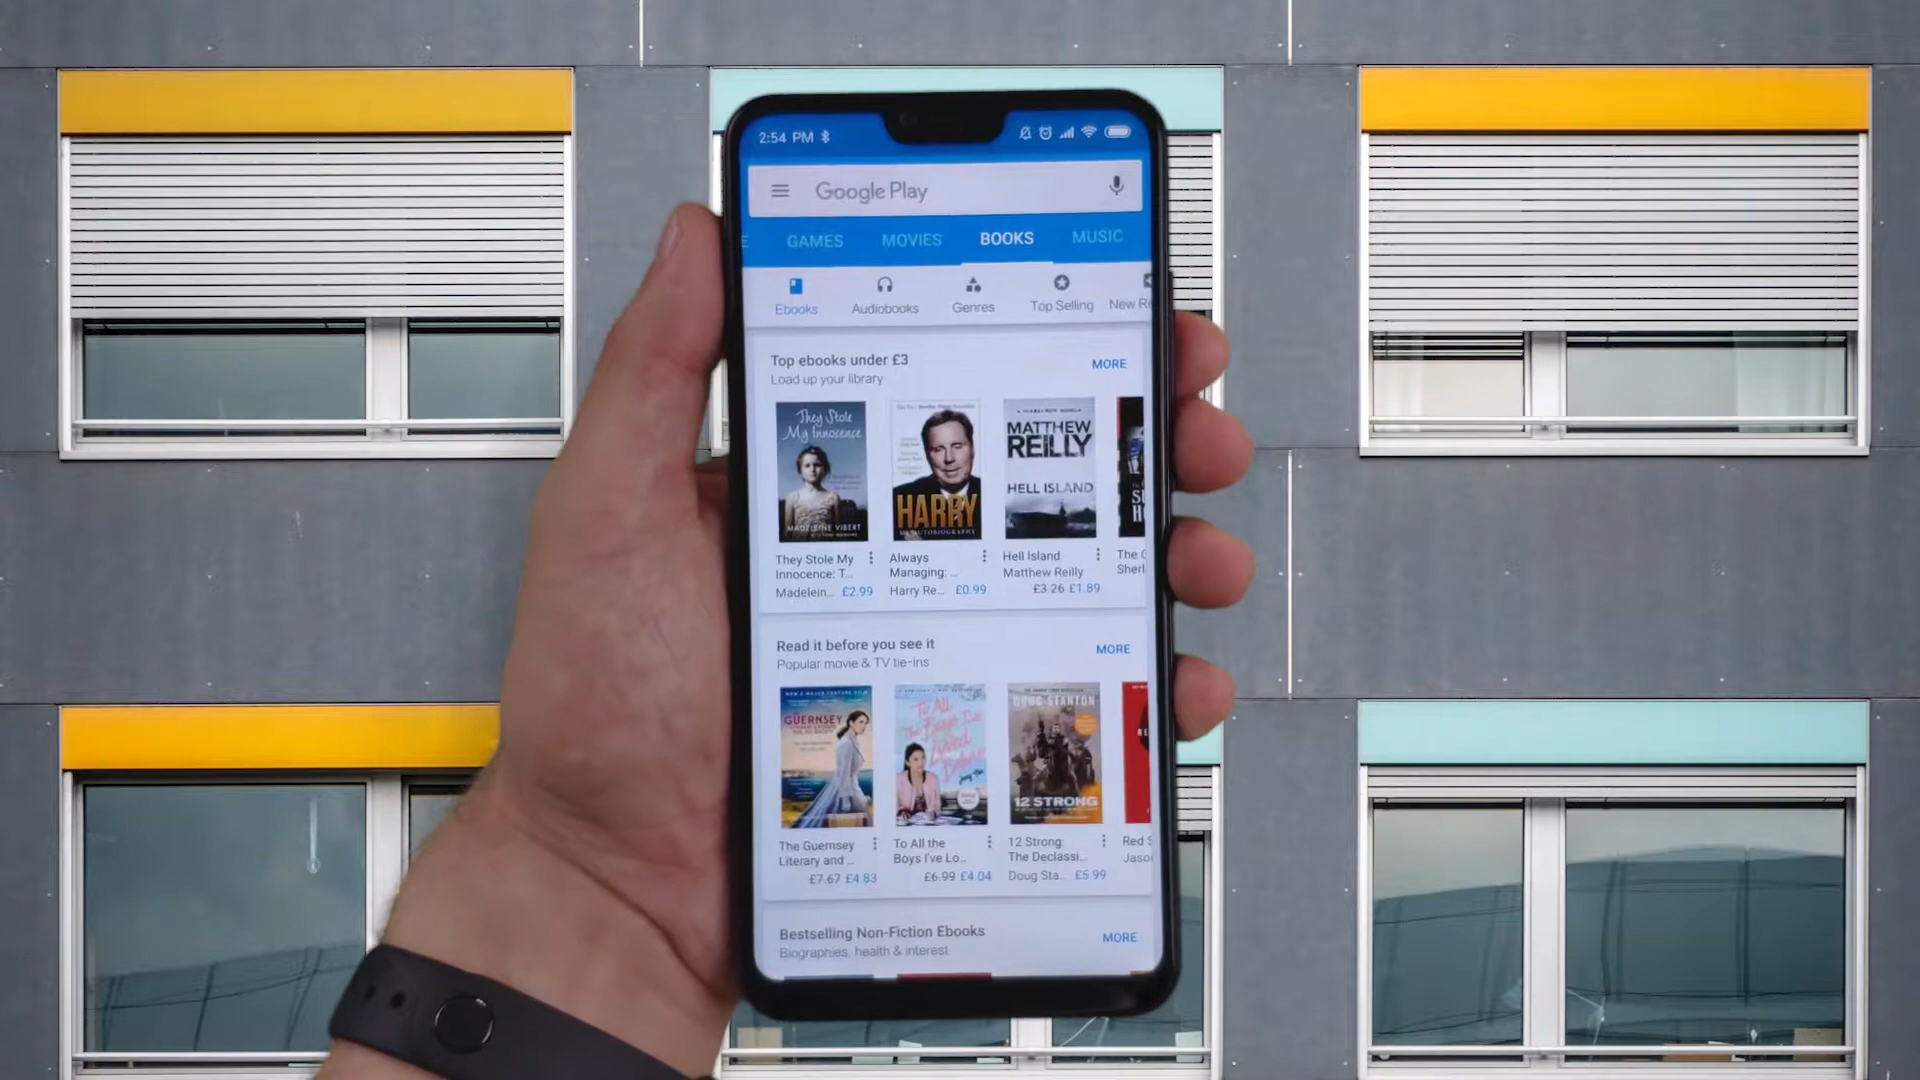 2:54 PM
Google Play
GAMES MOVIES BOOKS MUSIC
Ebooks Audiobooks Genres Top Selling New Re
Top ebooks under £3
Load up your library
MORE
They Stole
My Innocence
MADELEINE VIBERT
HARRY
MY AUTOBIOGRAPHY
MATTHEW
REILLY
HELL ISLAND
They Stole My
Innocence: T...
Madelein... £2.99
Always
Managing: ...
Harry Re... £0.99
Hell Island
Matthew Reilly
£3.26 £1.89
The
Sherl
Read it before you see it
Popular movie & TV tie-ins
MORE
NOW A MAJOR FEATURE FILM
GUERNSEY
To All
The Boys I've
Loved
Before
DOUG STANTON
12 STRONG
The Guernsey
Literary and ...
£7.67 £4.83
To All the
Boys I've Lo...
£6.99 £4.04
12 Strong:
The Declassi...
Doug Sta... £5.99
Red
Jaso
Bestselling Non-Fiction Ebooks
Biographies, health & interest
MORE